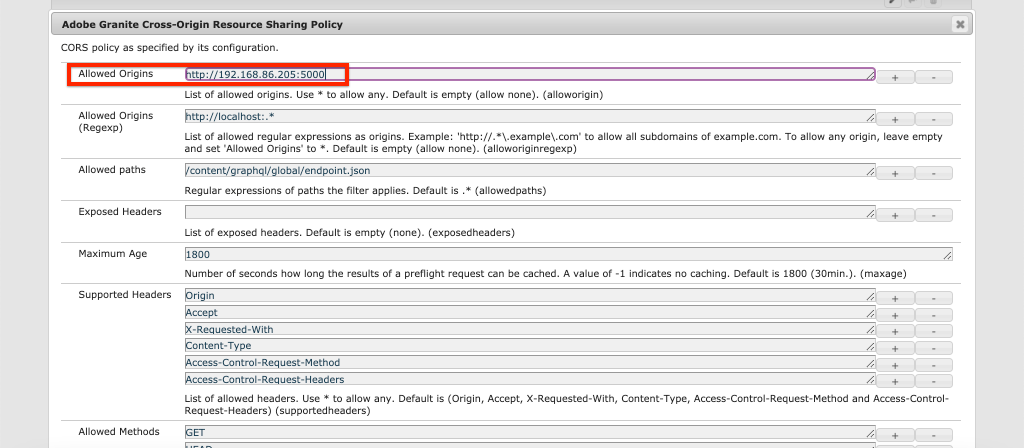 Adobe Granite Cross-Origin Resource Sharing Policy
CORS policy as specified by its configuration.
Allowed Origins
http://192.168.86.205:5000
+ -
List of allowed origins. Use * to allow any. Default is empty (allow none). (alloworigin)
Allowed Origins
(Regexp)
http://localhost:.*
+ -
List of allowed regular expressions as origins. Example: 'http://.*\.example\.com' to allow all subdomains of example.com. To allow any origin, leave empty
and set 'Allowed Origins' to *. Default is empty (allow none). (alloworiginregexp)
Allowed paths
/content/graphql/global/endpoint.json
+ -
Regular expressions of paths the filter applies. Default is .* (allowedpaths)
Exposed Headers
+ -
List of exposed headers. Default is empty (none). (exposedheaders)
Maximum Age
1800
Number of seconds how long the results of a preflight request can be cached. A value of -1 indicates no caching. Default is 1800 (30min.). (maxage)
Supported Headers
Origin
+ -
Accept
+ -
X-Requested-With
+ -
Content-Type
+ -
Access-Control-Request-Method
+ -
Access-Control-Request-Headers
+ -
List of allowed headers. Use * to allow any. Default is (Origin, Accept, X-Requested-With, Content-Type, Access-Control-Request-Method and Access-Control-
Request-Headers) (supportedheaders)
Allowed Methods
GET
+ -
HEAD